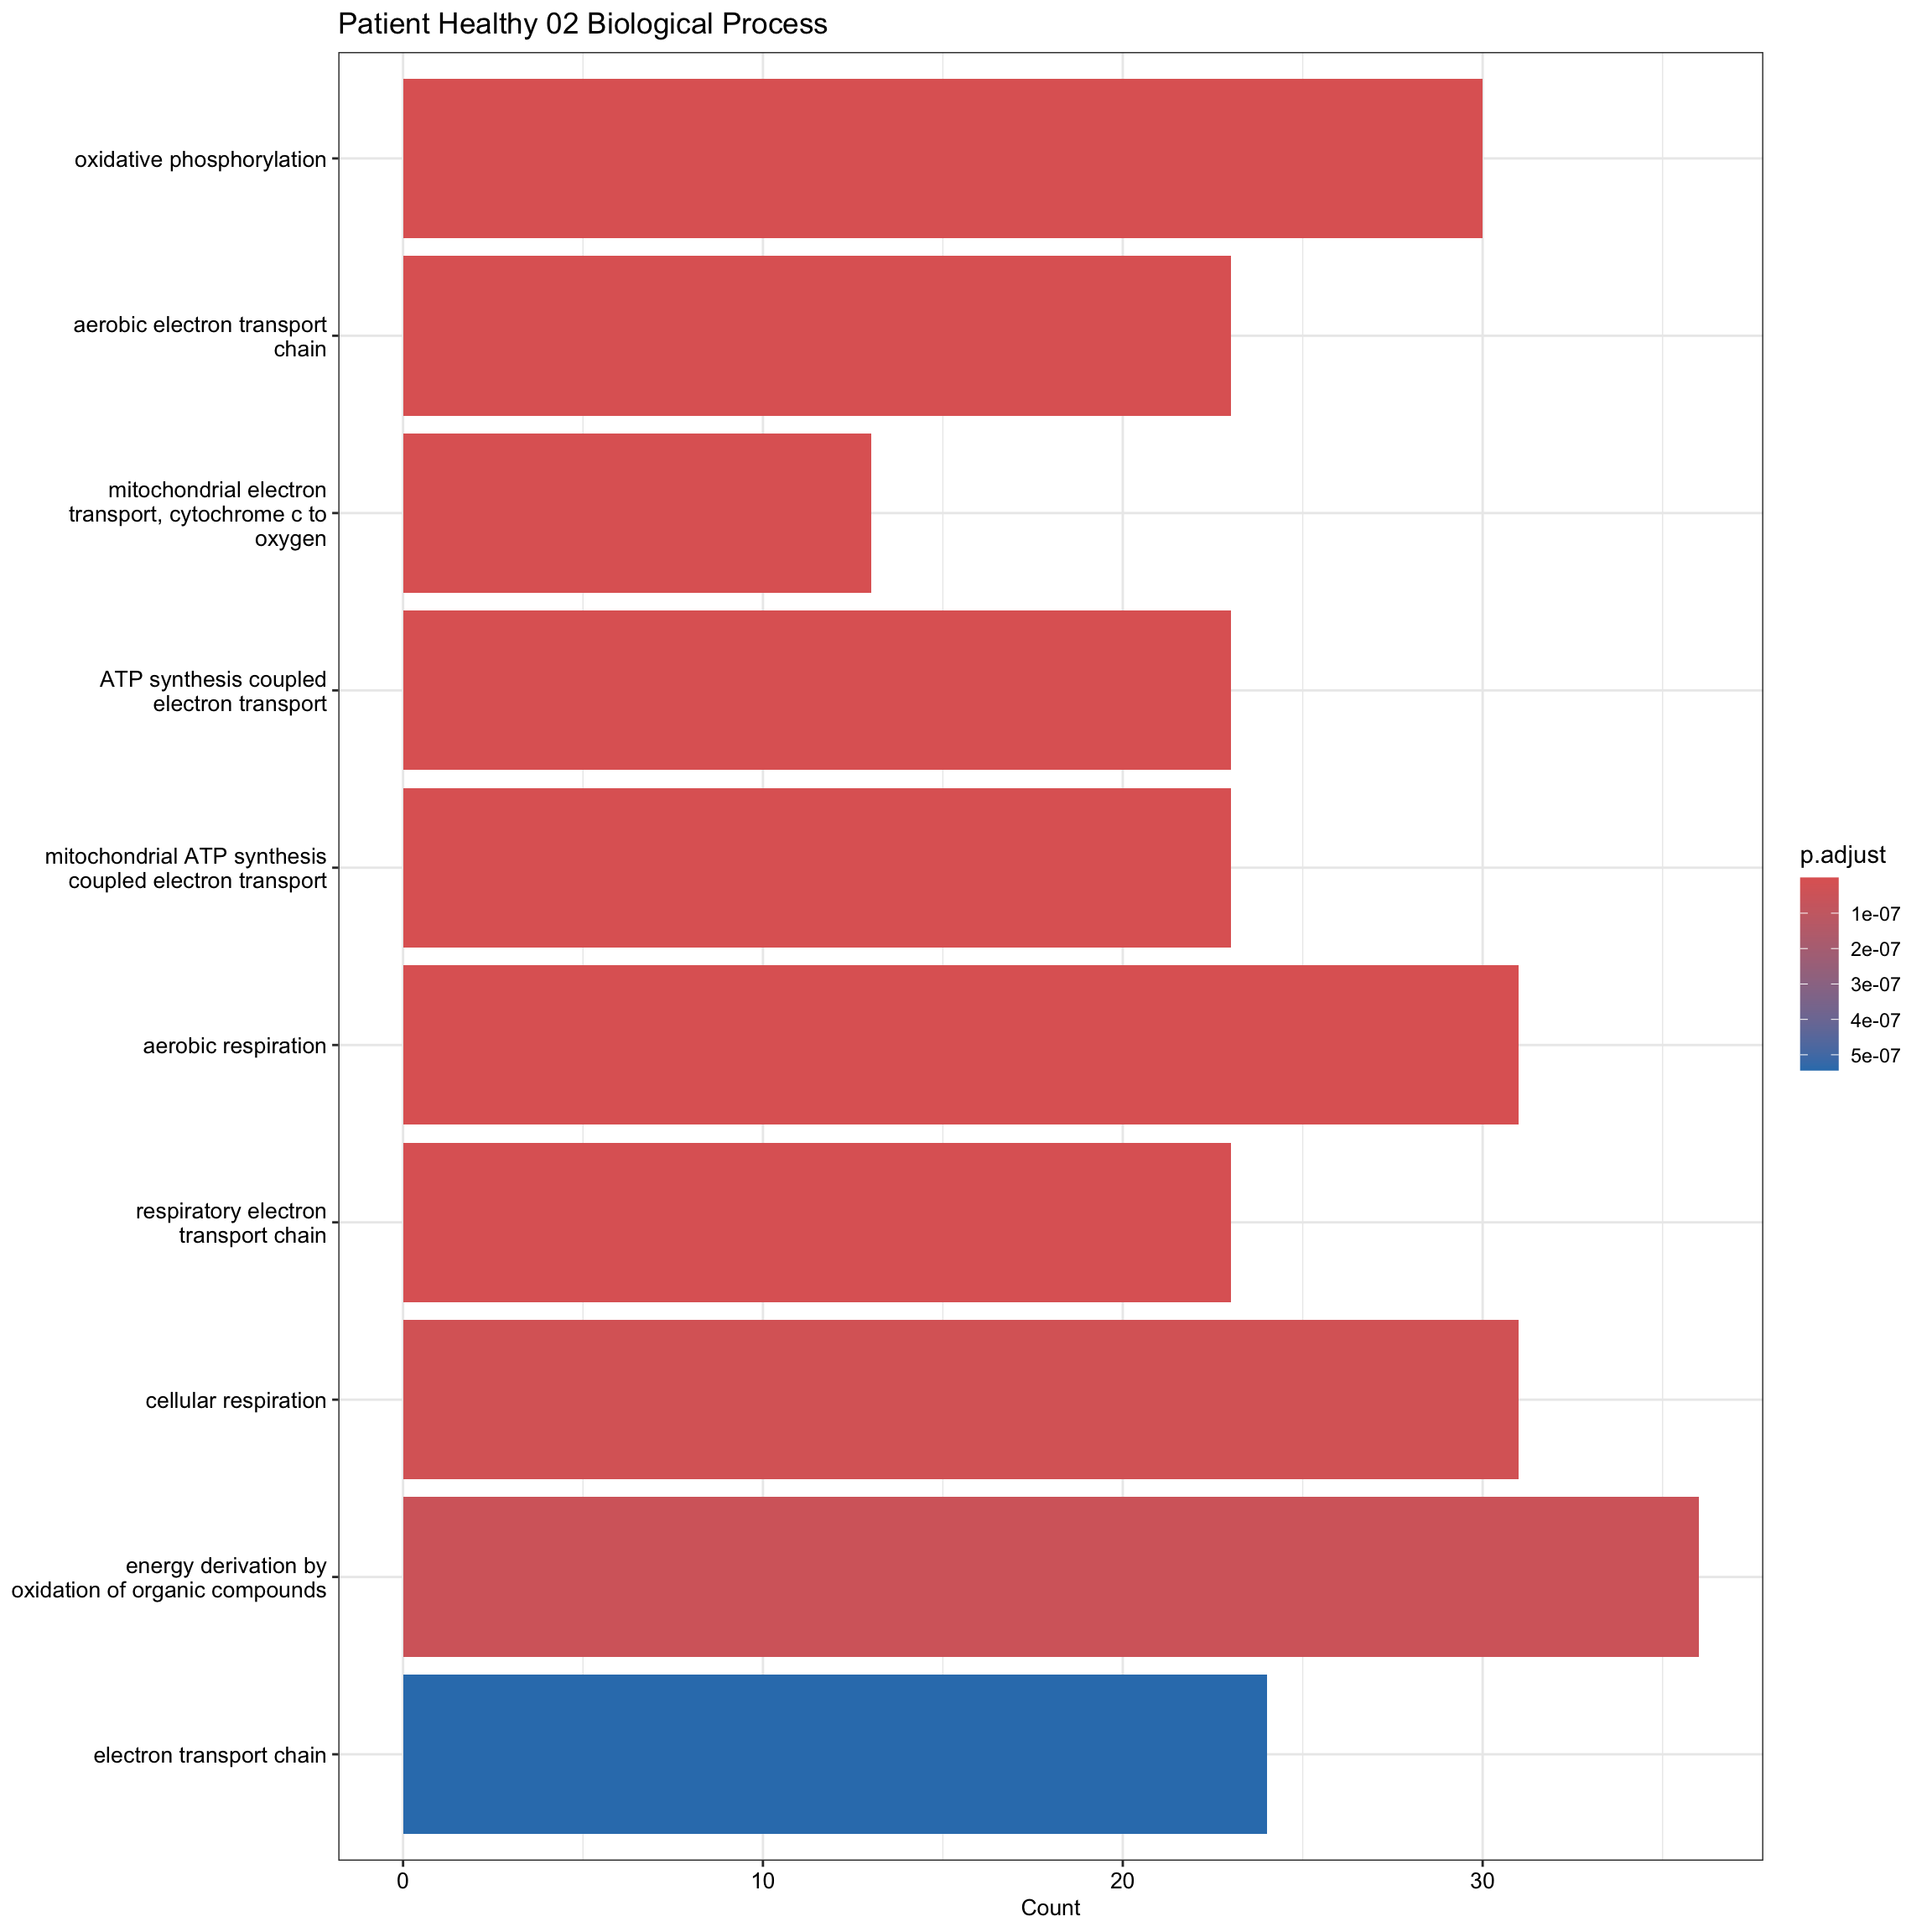 Patient Healthy 02 Biological Process
oxidative phosphorylation
aerobic electron transport
chain
mitochondrial electron
transport, cytochrome c to
oxygen
ATP synthesis coupled
electron transport
mitochondrial ATP synthesis
coupled electron transport
aerobic respiration
respiratory electron
transport chain
cellular respiration
energy derivation by
oxidation of organic compounds
electron transport chain
0 10 20 30
Count
p.adjust
1e-07
2e-07
3e-07
4e-07
5e-07